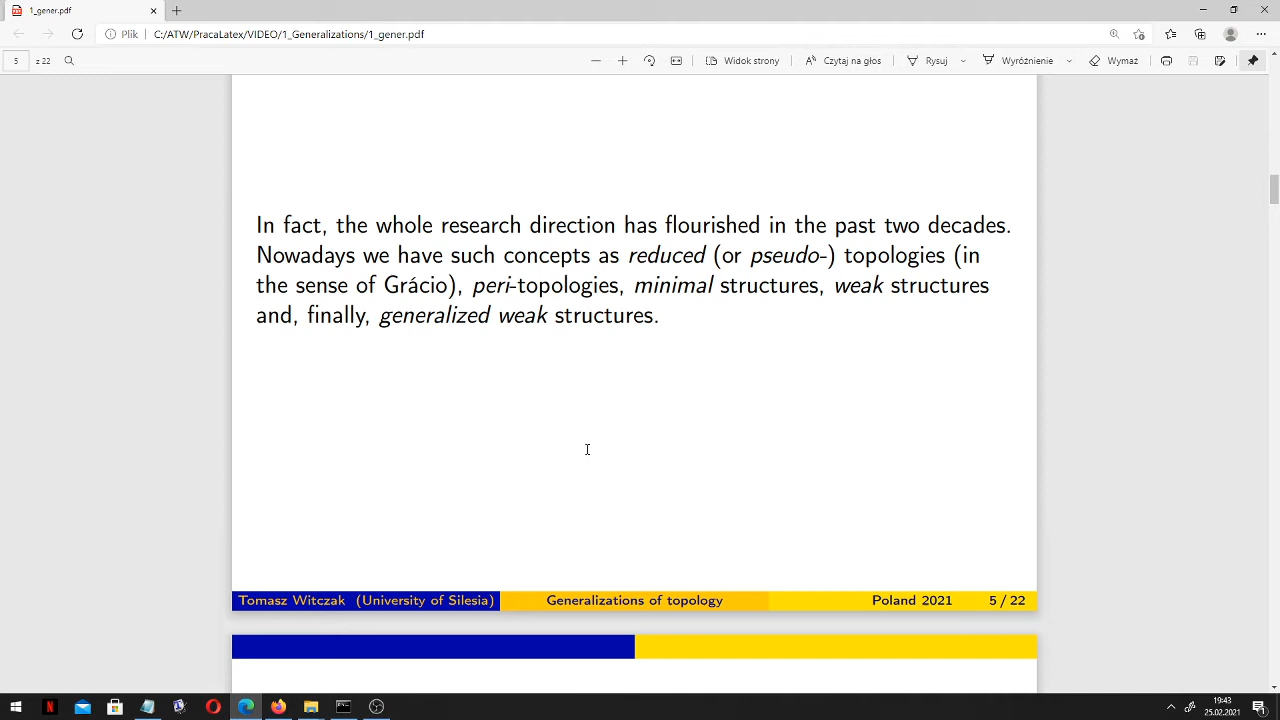 1_gener.pdf
Plik
C:/ATW/PracaLatex/VIDEO/1_Generalizations/1_gener.pdf
5 z 22
Widok strony
Czytaj na głos
Rysuj
Wyróżnienie
Wymaż
In fact, the whole research direction has flourished in the past two decades.
Nowadays we have such concepts as reduced (or pseudo-) topologies (in
the sense of Grácio), peri-topologies, minimal structures, weak structures
and, finally, generalized weak structures.
Tomasz Witczak (University of Silesia) Generalizations of topology Poland 2021 5 / 22
19:43
25.02.2021